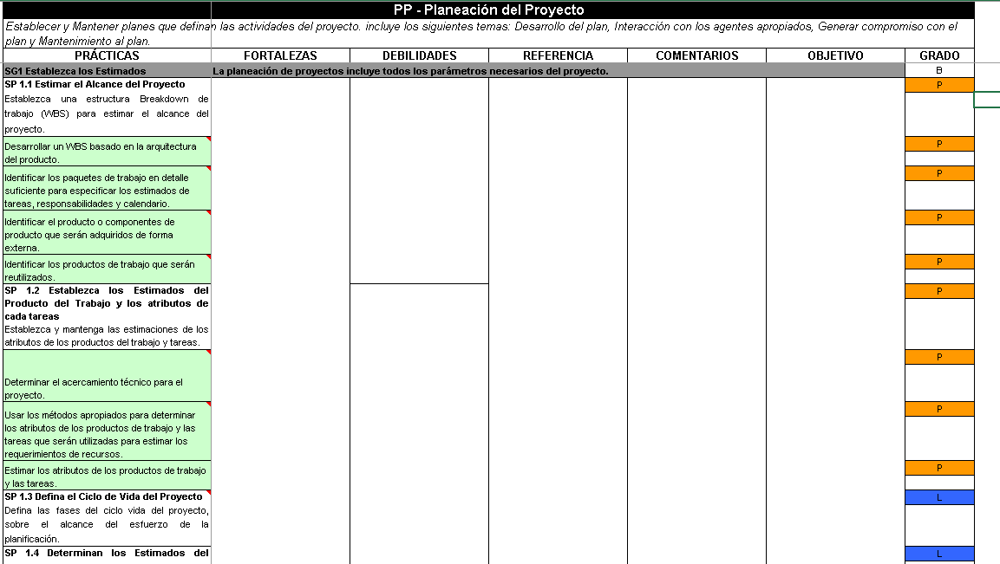 PP - Planeación del Proyecto
Establecer y Mantener planes que definan las actividades del proyecto. incluye los siguientes temas: Desarrollo del plan, Interacción con los agentes apropiados, Generar compromiso con el
plan y Mantenimiento al plan.
PRÁCTICAS FORTALEZAS DEBILIDADES REFERENCIA COMENTARIOS OBJETIVO GRADO
SG1 Establezca los Estimados La planeación de proyectos incluye todos los parámetros necesarios del proyecto. B
SP 1.1 Estimar el Alcance del Proyecto P
Establezca una estructura Breakdown de
trabajo (WBS) para estimar el alcance del
proyecto.
Desarrollar un WBS basado en la arquitectura P
del producto.
Identificar los paquetes de trabajo en detalle P
suficiente para especificar los estimados de
tareas, responsabilidades y calendario.
Identificar el producto o componentes de P
producto que serán adquiridos de forma
externa.
Identificar los productos de trabajo que serán P
reutilizados.
SP 1.2 Establezca los Estimados del P
Producto del Trabajo y los atributos de
cada tareas
Establezca y mantenga las estimaciones de los
atributos de los productos del trabajo y tareas.
P
Determinar el acercamiento técnico para el
proyecto.
Usar los métodos apropiados para determinar P
los atributos de los productos de trabajo y las
tareas que serán utilizadas para estimar los
requerimientos de recursos.
Estimar los atributos de los productos de trabajo P
y las tareas.
SP 1.3 Defina el Ciclo de Vida del Proyecto L
Defina las fases del ciclo vida del proyecto,
sobre el alcance del esfuerzo de la
planificación.
SP 1.4 Determinan los Estimados del L